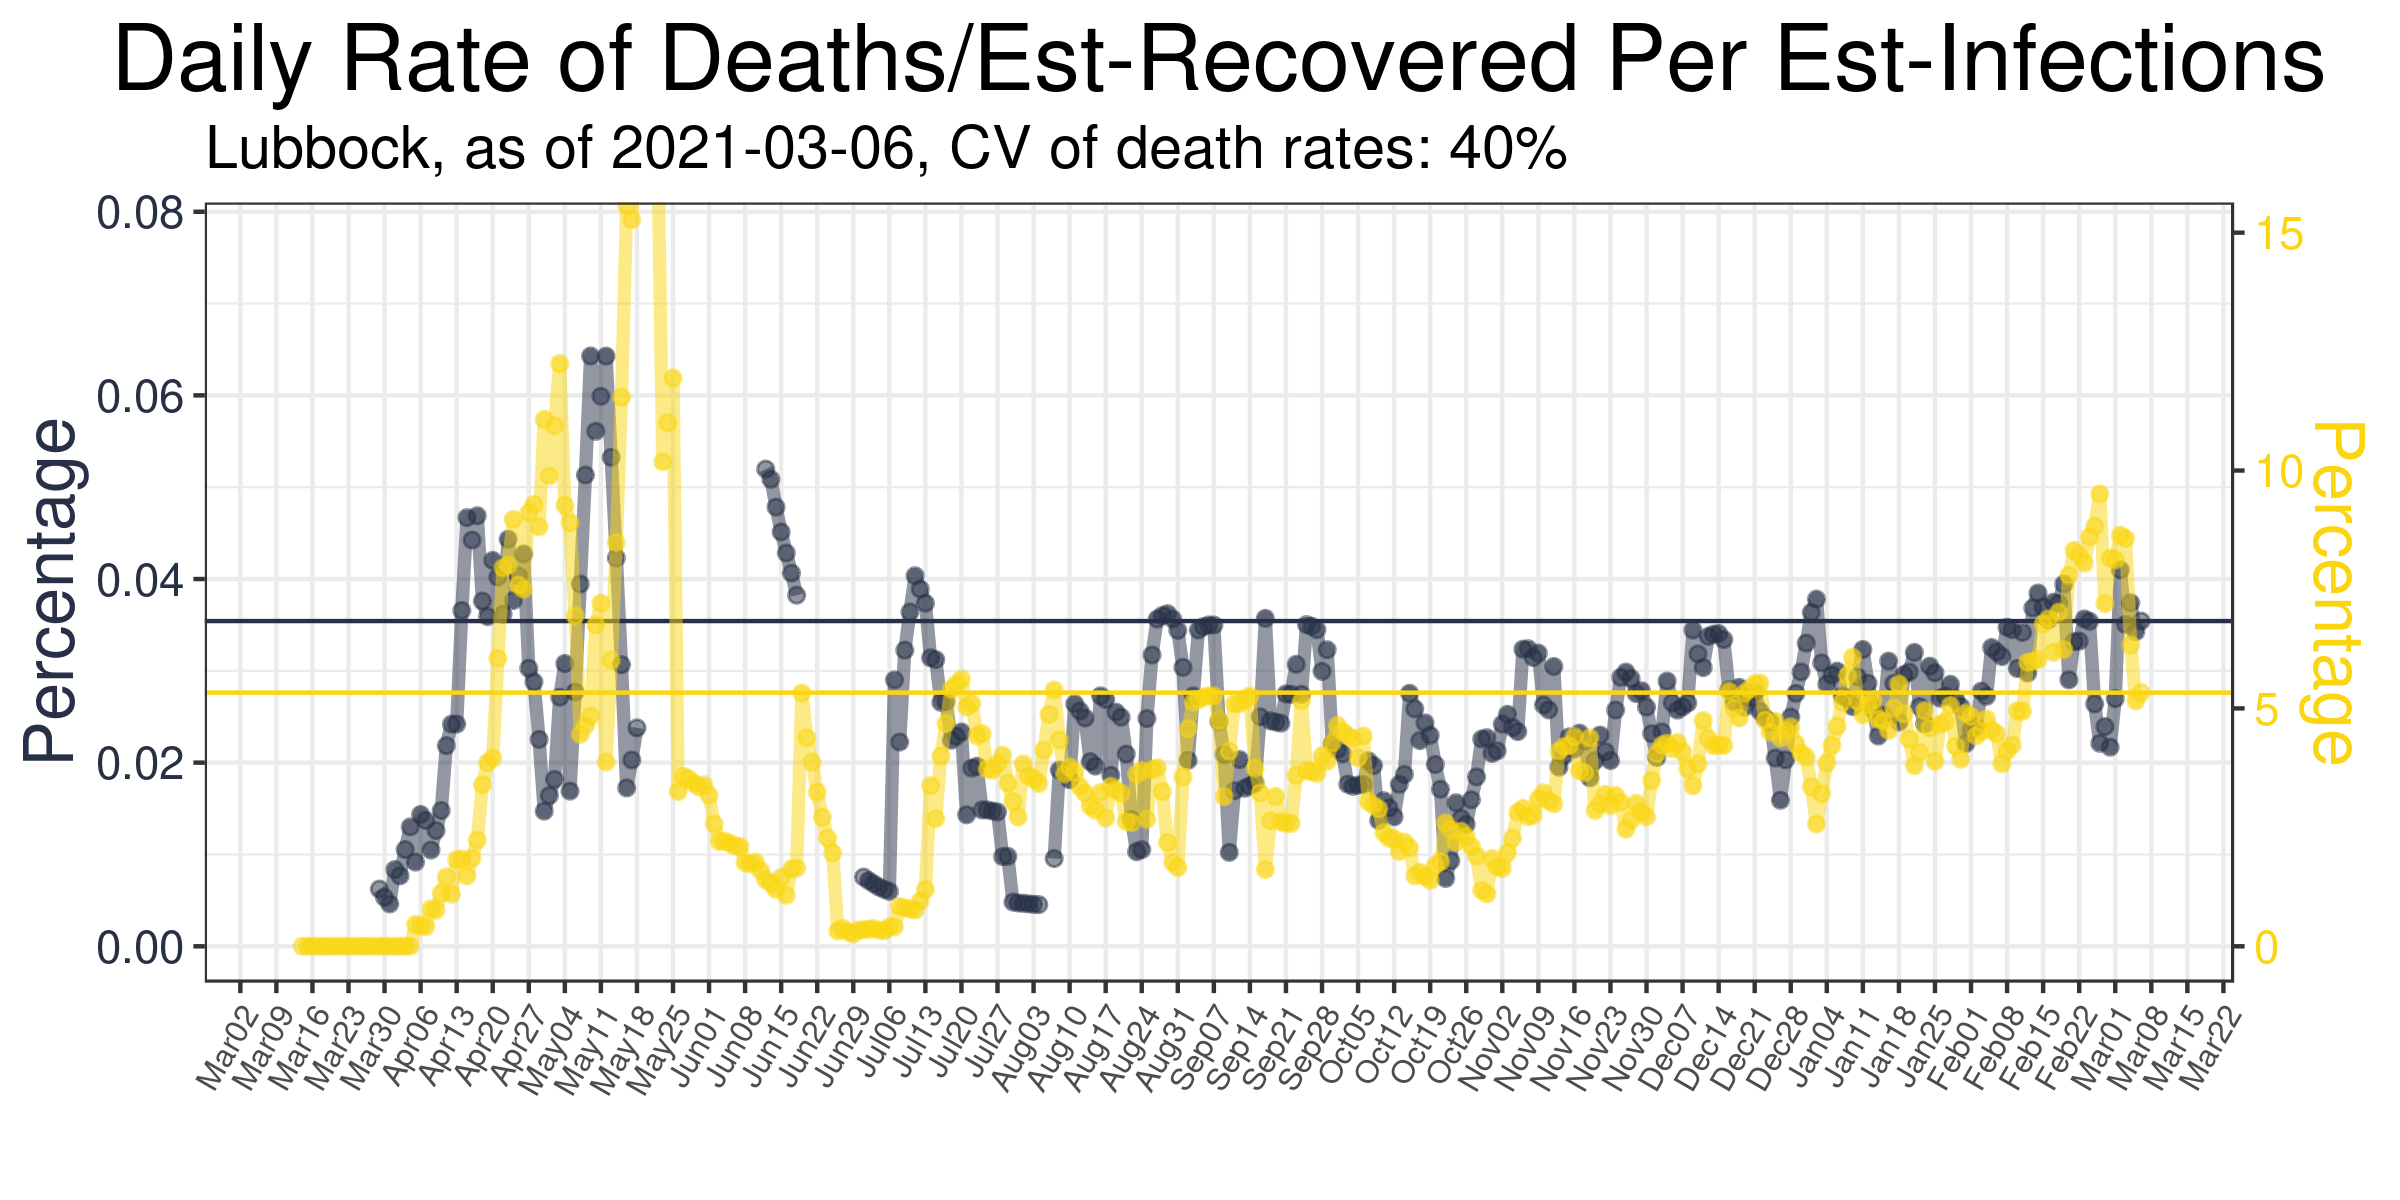 Daily Rate of Deaths/Est-Recovered Per Est-Infections
Lubbock, as of 2021-03-06, CV of death rates: 40%
Percentage
0.08
0.06
0.04
0.02
0.00
15
10
5
0
Percentage
Mar02
Mar09
Mar16
Mar23
Mar30
Apr06
Apr13
Apr20
Apr27
May04
May11
May18
May25
Jun01
Jun08
Jun15
Jun22
Jun29
Jul06
Jul13
Jul20
Jul27
Aug03
Aug10
Aug17
Aug24
Aug31
Sep07
Sep14
Sep21
Sep28
Oct05
Oct12
Oct19
Oct26
Nov02
Nov09
Nov16
Nov23
Nov30
Dec07
Dec14
Dec21
Dec28
Jan04
Jan11
Jan18
Jan25
Feb01
Feb08
Feb15
Feb22
Mar01
Mar08
Mar15
Mar22